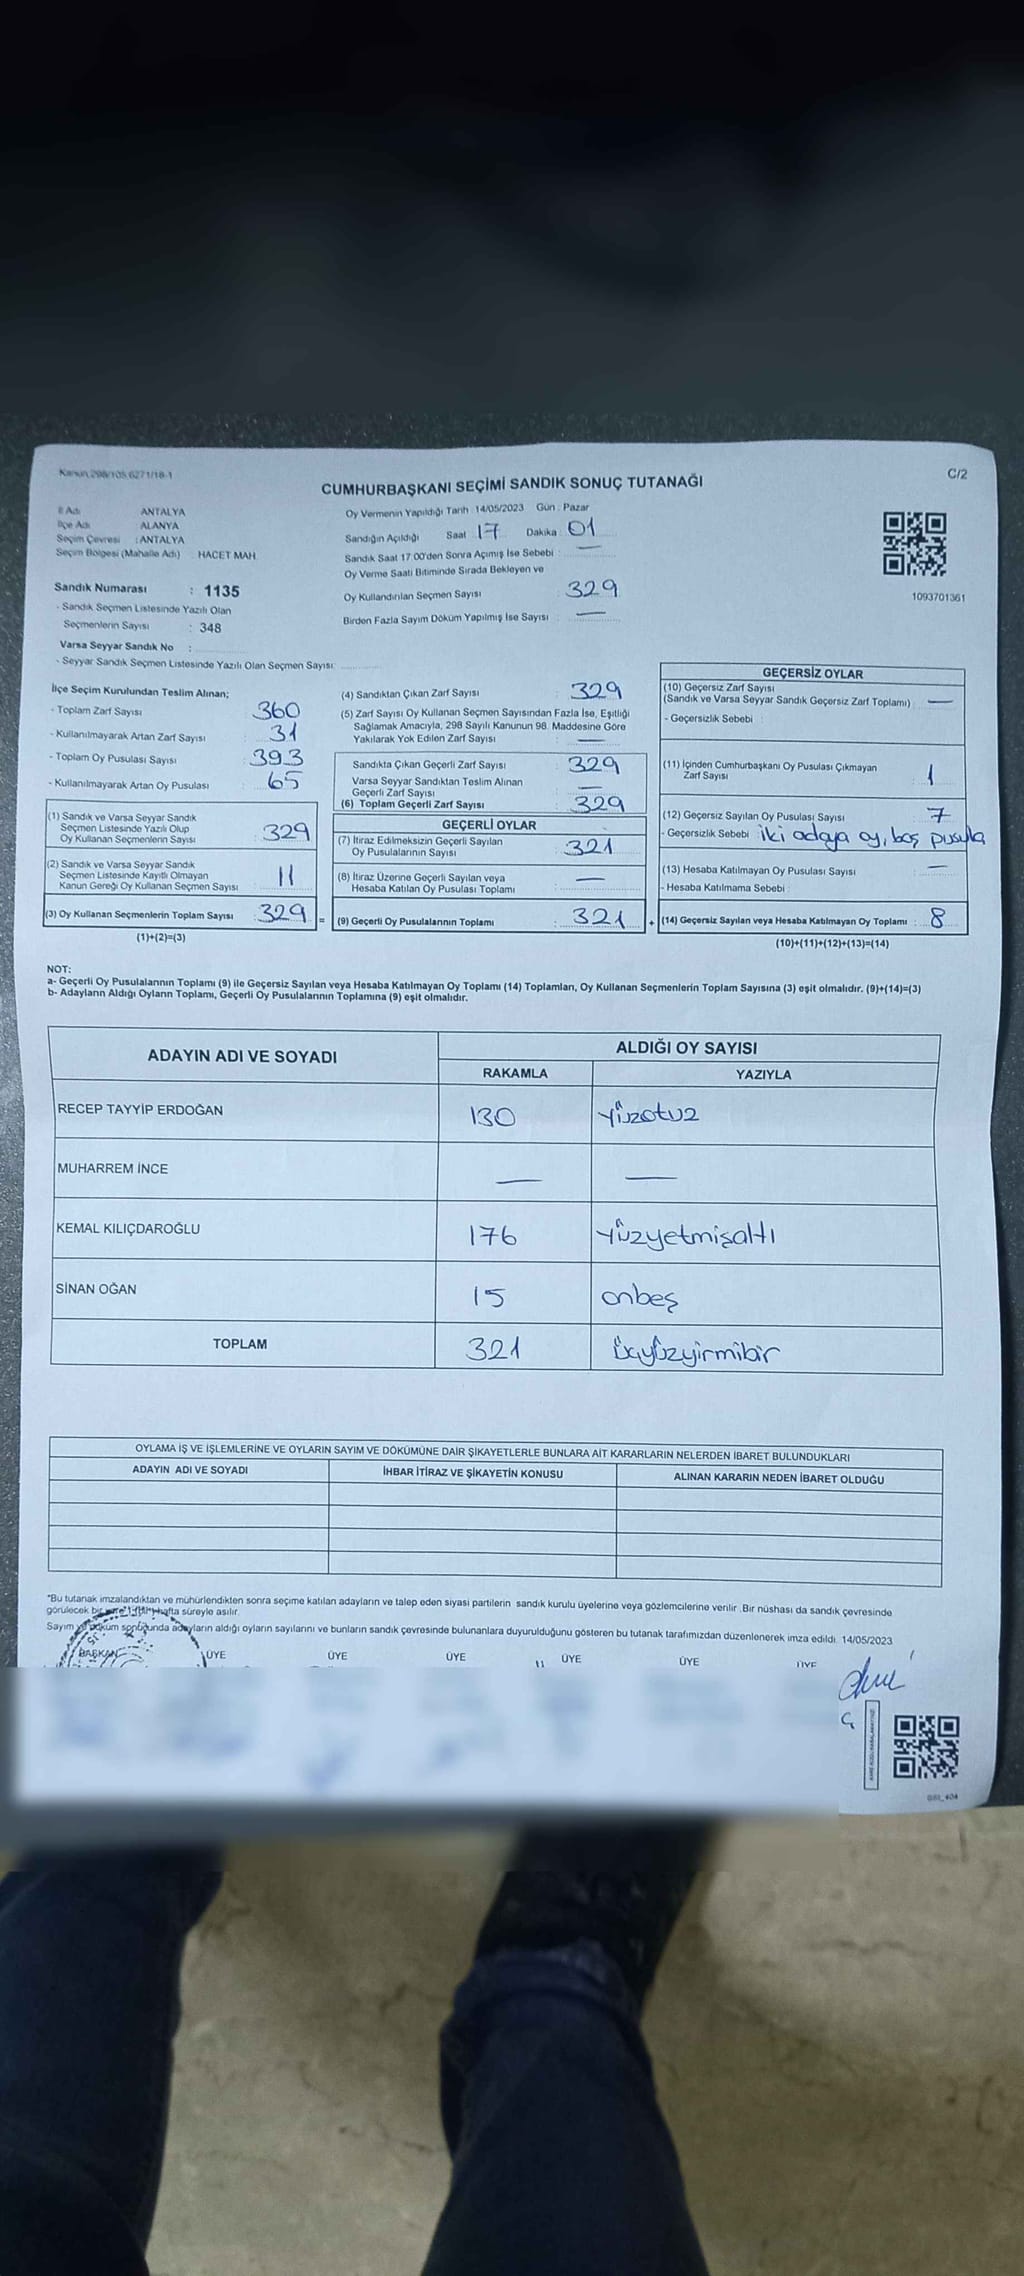 Kanun 298/105,6271/18-1
C/2
CUMHURBAŞKANI SEÇİMİ SANDIK SONUÇ TUTANAĞI
İl Adı ANTALYA
İlçe Adı ALANYA
Seçim Çevresi : ANTALYA
Seçim Bölgesi (Mahalle Adı) : HACET MAH.
Sandık Numarası : 1135
- Sandık Seçmen Listesinde Yazılı Olan
Seçmenlerin Sayısı : 348
Varsa Seyyar Sandık No :
- Seyyar Sandık Seçmen Listesinde Yazılı Olan Seçmen Sayısı:
Oy Vermenin Yapıldığı Tarih : 14/05/2023 Gün : Pazar
Sandığın Açıldığı Saat 17 Dakika 01
Sandık Saat 17:00'den Sonra Açımış İse Sebebi : —
Oy Verme Saati Bitiminde Sırada Bekleyen ve
Oy Kullandırılan Seçmen Sayısı : 329
Birden Fazla Sayım Döküm Yapılmış İse Sayısı : —
1093701361
İlçe Seçim Kurulundan Teslim Alınan;
- Toplam Zarf Sayısı : 360
- Kullanılmayarak Artan Zarf Sayısı : 31
- Toplam Oy Pusulası Sayısı : 393
- Kullanılmayarak Artan Oy Pusulası : 65
(1) Sandık ve Varsa Seyyar Sandık
Seçmen Listesinde Yazılı Olup
Oy Kullanan Seçmenlerin Sayısı : 329
(2) Sandık ve Varsa Seyyar Sandık
Seçmen Listesinde Kayıtlı Olmayan
Kanun Gereği Oy Kullanan Seçmen Sayısı : 11
(3) Oy Kullanan Seçmenlerin Toplam Sayısı : 329 =
(1)+(2)=(3)
(4) Sandıktan Çıkan Zarf Sayısı : 329
(5) Zarf Sayısı Oy Kullanan Seçmen Sayısından Fazla İse, Eşitliği
Sağlamak Amacıyla, 298 Sayılı Kanunun 98. Maddesine Göre
Yakılarak Yok Edilen Zarf Sayısı : —
Sandıkta Çıkan Geçerli Zarf Sayısı : 329
Varsa Seyyar Sandıktan Teslim Alınan
Geçerli Zarf Sayısı : —
(6) Toplam Geçerli Zarf Sayısı : 329
GEÇERLİ OYLAR
(7) İtiraz Edilmeksizin Geçerli Sayılan
Oy Pusulalarının Sayısı : 321
(8) İtiraz Üzerine Geçerli Sayılan veya
Hesaba Katılan Oy Pusulası Toplamı : —
(9) Geçerli Oy Pusulalarının Toplamı : 321 +
GEÇERSİZ OYLAR
(10) Geçersiz Zarf Sayısı
(Sandık ve Varsa Seyyar Sandık Geçersiz Zarf Toplamı) : —
- Geçersizlik Sebebi :
(11) İçinden Cumhurbaşkanı Oy Pusulası Çıkmayan
Zarf Sayısı : 1
(12) Geçersiz Sayılan Oy Pusulası Sayısı : 7
- Geçersizlik Sebebi : iki adaya oy, boş pusula
(13) Hesaba Katılmayan Oy Pusulası Sayısı : —
- Hesaba Katılmama Sebebi :
(14) Geçersiz Sayılan veya Hesaba Katılmayan Oy Toplamı : 8
(10)+(11)+(12)+(13)=(14)
NOT:
a- Geçerli Oy Pusulalarının Toplamı (9) ile Geçersiz Sayılan veya Hesaba Katılmayan Oy Toplamı (14) Toplamları, Oy Kullanan Seçmenlerin Toplam Sayısına (3) eşit olmalıdır. (9)+(14)=(3)
b- Adayların Aldığı Oyların Toplamı, Geçerli Oy Pusulalarının Toplamına (9) eşit olmalıdır.
ADAYIN ADI VE SOYADI ALDIĞI OY SAYISI
RAKAMLA YAZIYLA
RECEP TAYYİP ERDOĞAN 130 Yüzotuz
MUHARREM İNCE — —
KEMAL KILIÇDAROĞLU 176 Yüzyetmişaltı
SİNAN OĞAN 15 onbeş
TOPLAM 321 Üçyüzyirmibir
OYLAMA İŞ VE İŞLEMLERİNE VE OYLARIN SAYIM VE DÖKÜMÜNE DAİR ŞİKAYETLERLE BUNLARA AİT KARARLARIN NELERDEN İBARET BULUNDUKLARI
ADAYIN ADI VE SOYADI İHBAR İTİRAZ VE ŞİKAYETİN KONUSU ALINAN KARARIN NEDEN İBARET OLDUĞU
*Bu tutanak imzalandıktan ve mühürlendikten sonra seçime katılan adayların ve talep eden siyasi partilerin sandık kurulu üyelerine veya gözlemcilerine verilir. Bir nüshası da sandık çevresinde
görülecek bir yere 1 (bir) hafta süreyle asılır.
Sayım ve döküm sonucunda adayların aldığı oyların sayılarını ve bunların sandık çevresinde bulunanlara duyurulduğunu gösteren bu tutanak tarafımızdan düzenlenerek imza edildi. 14/05/2023
BAŞKAN ÜYE ÜYE ÜYE ÜYE ÜYE ÜYE